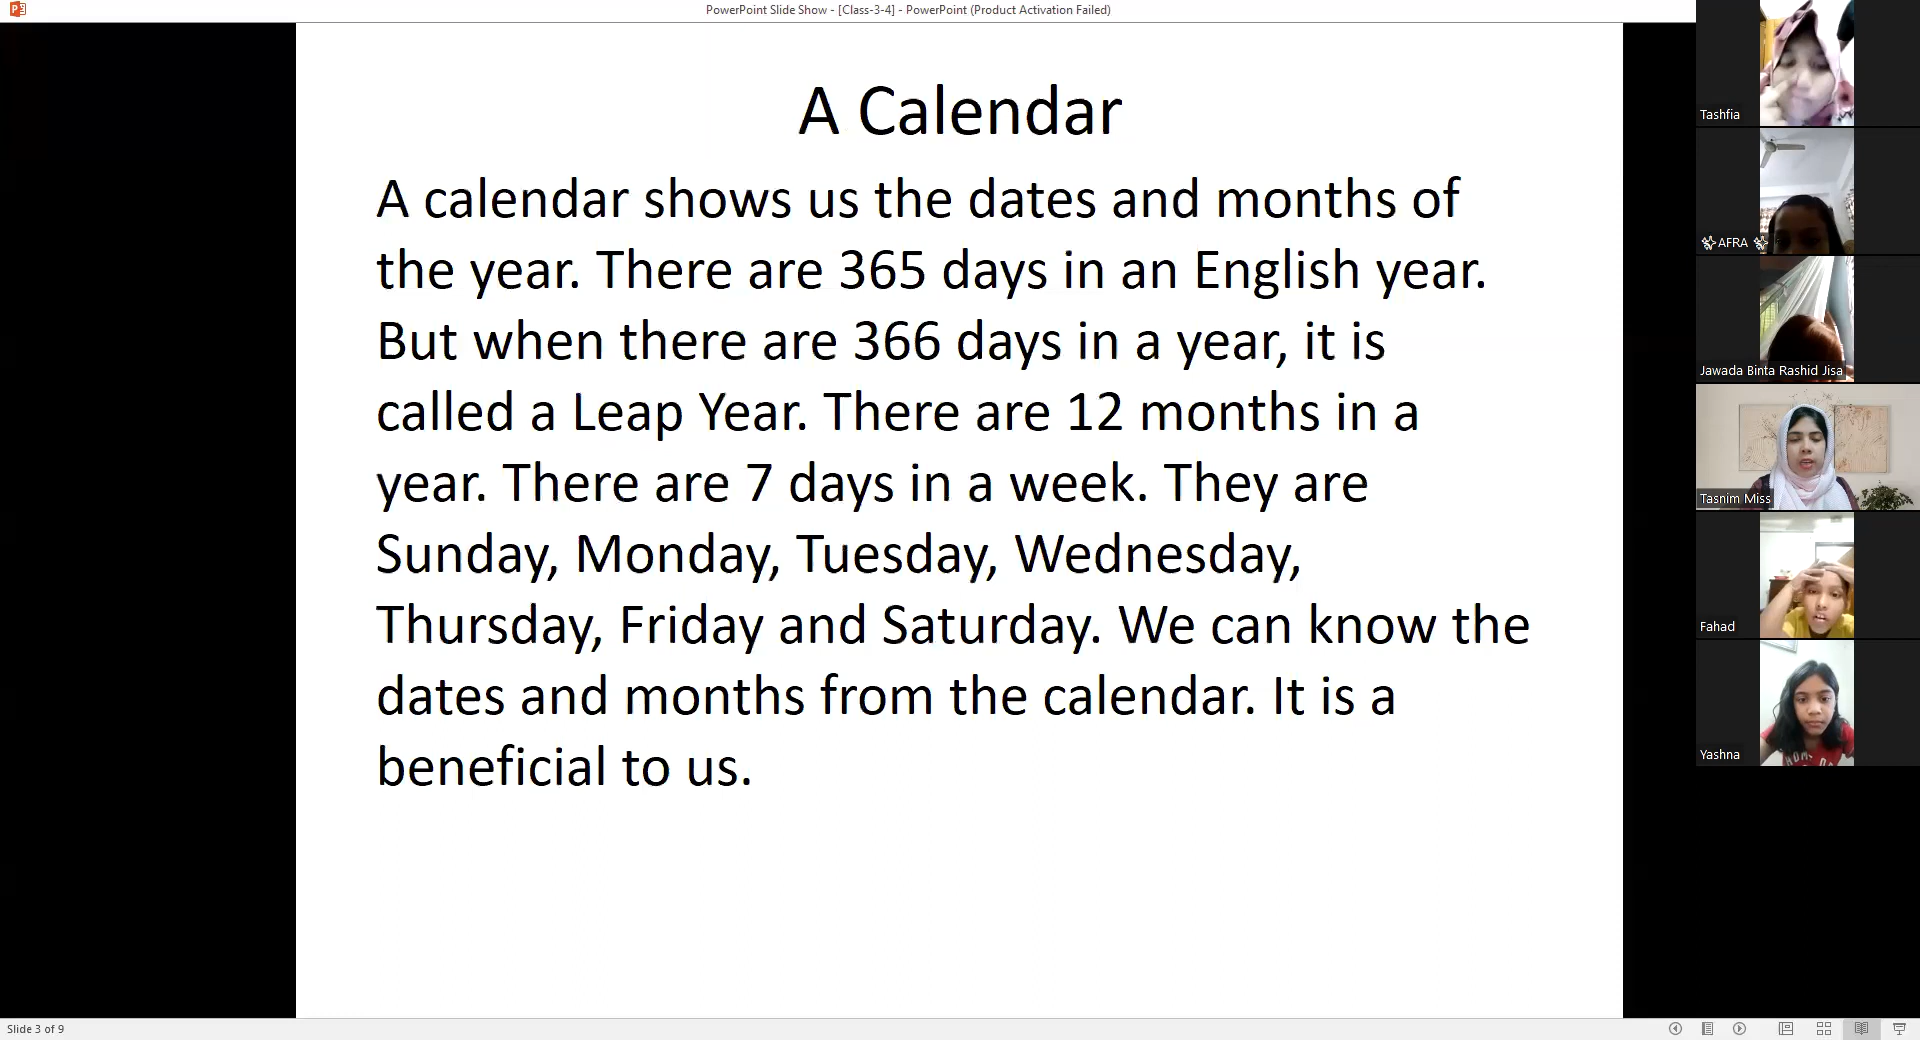 PowerPoint Slide Show - [Class-3-4] - PowerPoint (Product Activation Failed)
A Calendar
A calendar shows us the dates and months of
the year. There are 365 days in an English year.
But when there are 366 days in a year, it is
called a Leap Year. There are 12 months in a
year. There are 7 days in a week. They are
Sunday, Monday, Tuesday, Wednesday,
Thursday, Friday and Saturday. We can know the
dates and months from the calendar. It is a
beneficial to us.
Tashfia
AFRA
Jawada Binta Rashid Jisa
Tasnim Miss
Fahad
Yashna
Slide 3 of 9